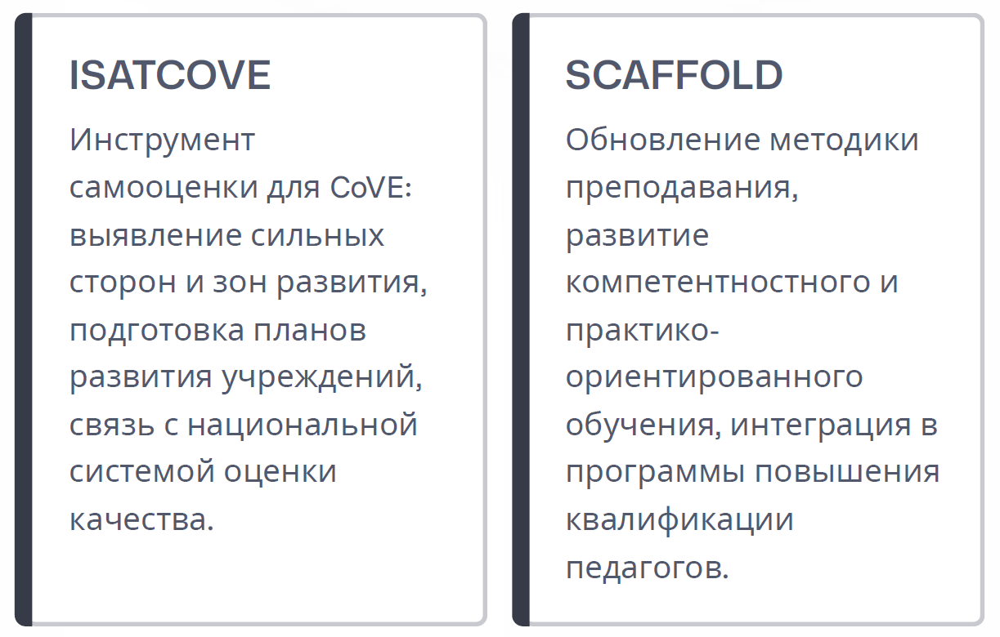 ISATCOVE
Инструмент
самооценки для CoVE:
выявление сильных
сторон и зон развития,
подготовка планов
развития учреждений,
связь с национальной
системой оценки
качества.
SCAFFOLD
Обновление методики
преподавания,
развитие
компетентностного и
практико-
ориентированного
обучения, интеграция в
программы повышения
квалификации
педагогов.